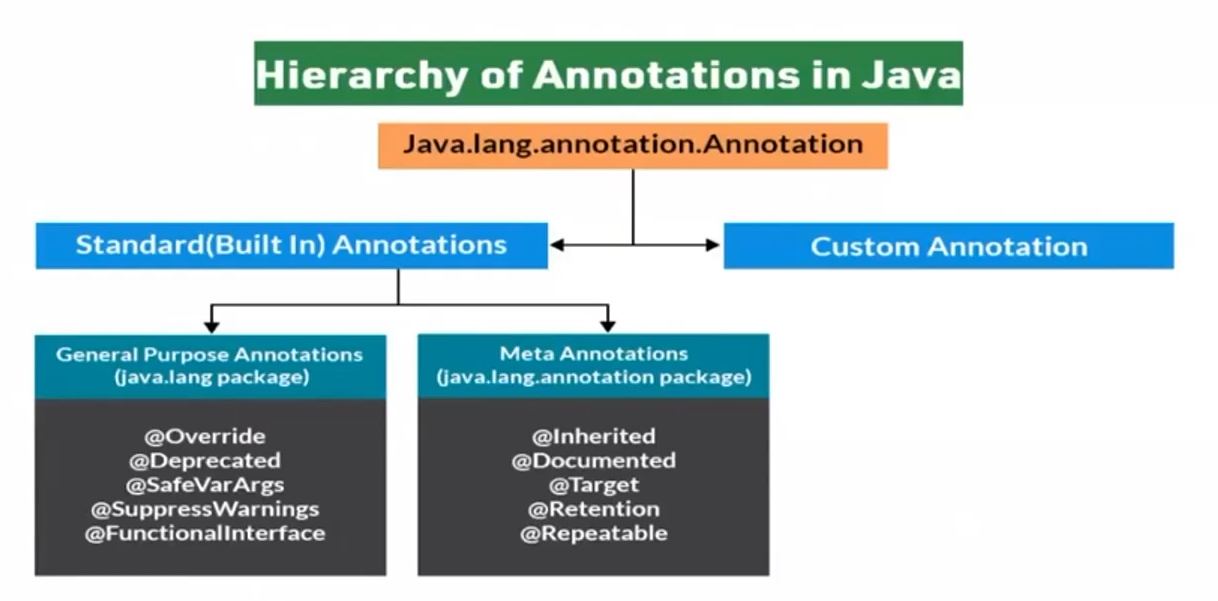 Hierarchy of Annotations in Java
Java.lang.annotation.Annotation
Standard(Built In) Annotations
Custom Annotation
General Purpose Annotations
(java.lang package)
@Override
@Deprecated
@SafeVarArgs
@SuppressWarnings
@FunctionalInterface
Meta Annotations
(java.lang.annotation package)
@Inherited
@Documented
@Target
@Retention
@Repeatable